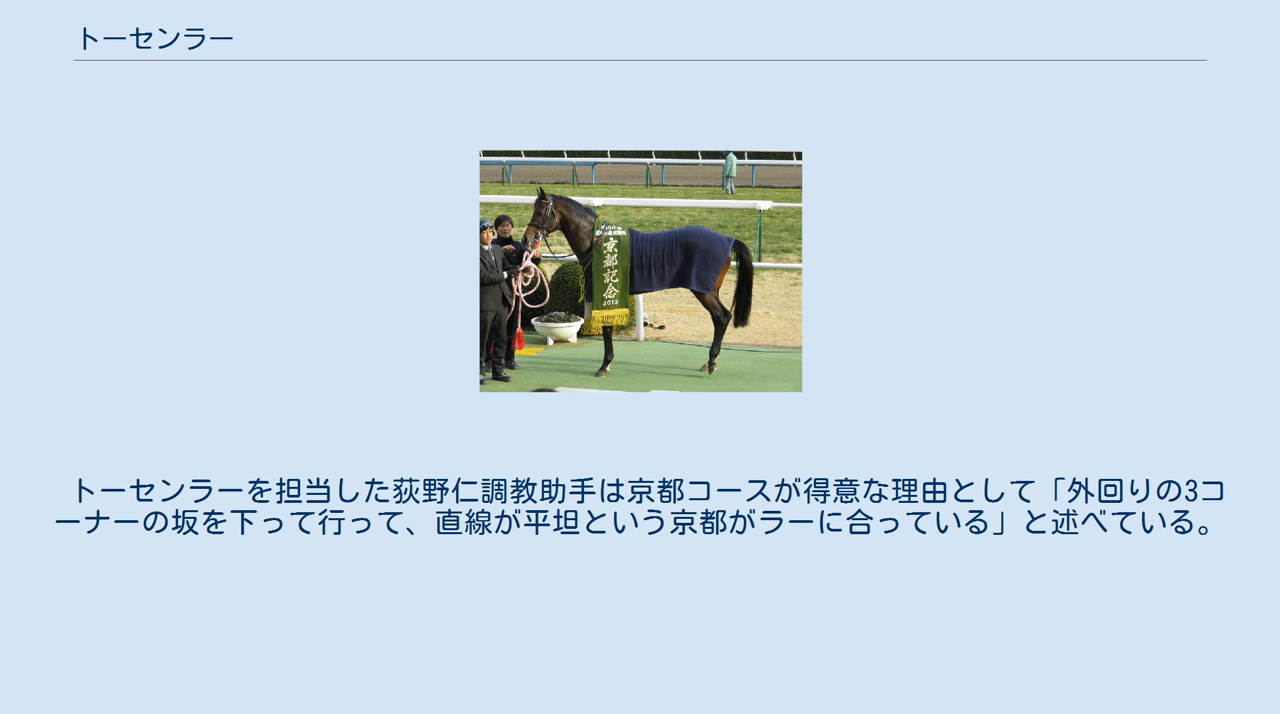 トーセンラー
京都記念
2013
トーセンラーを担当した荻野仁調教助手は京都コースが得意な理由として「外回りの3コ
ーナーの坂を下って行って、直線が平坦という京都がラーに合っている」と述べている。